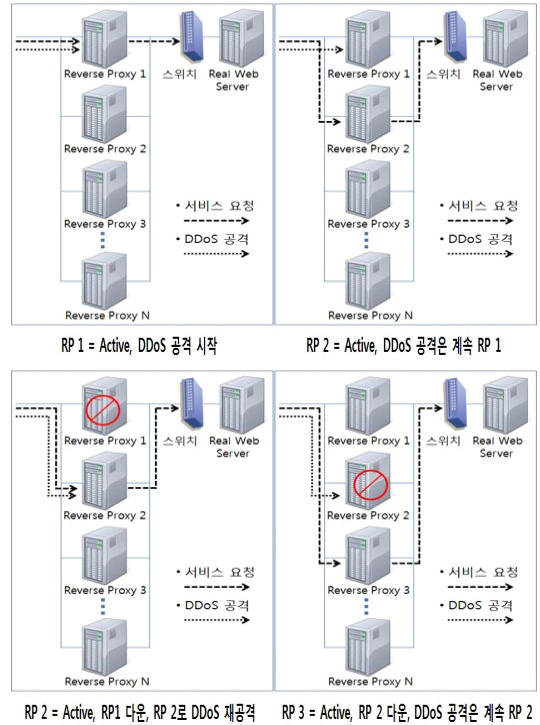 Reverse Proxy 1
스위치
Real Web Server
Reverse Proxy 2
Reverse Proxy 3
• 서비스 요청
• DDoS 공격
Reverse Proxy N
RP 1 = Active, DDoS 공격 시작
Reverse Proxy 1
스위치
Real Web Server
Reverse Proxy 2
Reverse Proxy 3
• 서비스 요청
• DDoS 공격
Reverse Proxy N
RP 2 = Active, DDoS 공격은 계속 RP 1
Reverse Proxy 1
스위치
Real Web Server
Reverse Proxy 2
Reverse Proxy 3
• 서비스 요청
• DDoS 공격
Reverse Proxy N
RP 2 = Active, RP1 다운, RP 2로 DDoS 재공격
Reverse Proxy 1
스위치
Real Web Server
Reverse Proxy 2
Reverse Proxy 3
• 서비스 요청
• DDoS 공격
Reverse Proxy N
RP 3 = Active, RP 2 다운, DDoS 공격은 계속 RP 2